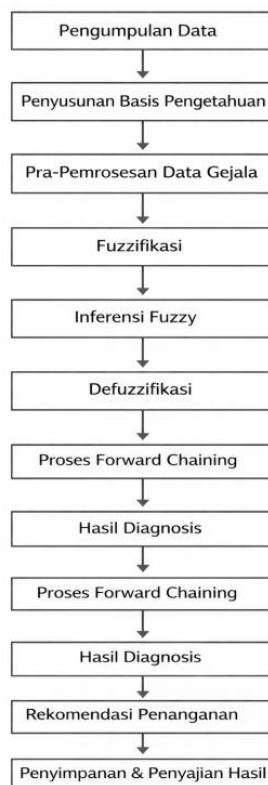 Pengumpulan Data
Penyusunan Basis Pengetahuan
Pra-Pemrosesan Data Gejala
Fuzzifikasi
Inferensi Fuzzy
Defuzzifikasi
Proses Forward Chaining
Hasil Diagnosis
Proses Forward Chaining
Hasil Diagnosis
Rekomendasi Penanganan
Penyimpanan & Penyajian Hasil